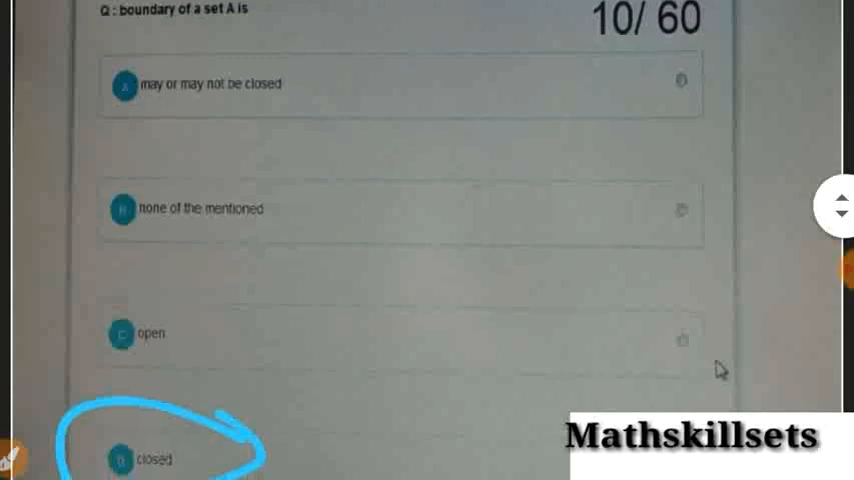 Q : boundary of a set A is
10/ 60
A may or may not be closed
B none of the mentioned
C open
D closed
Mathskillsets